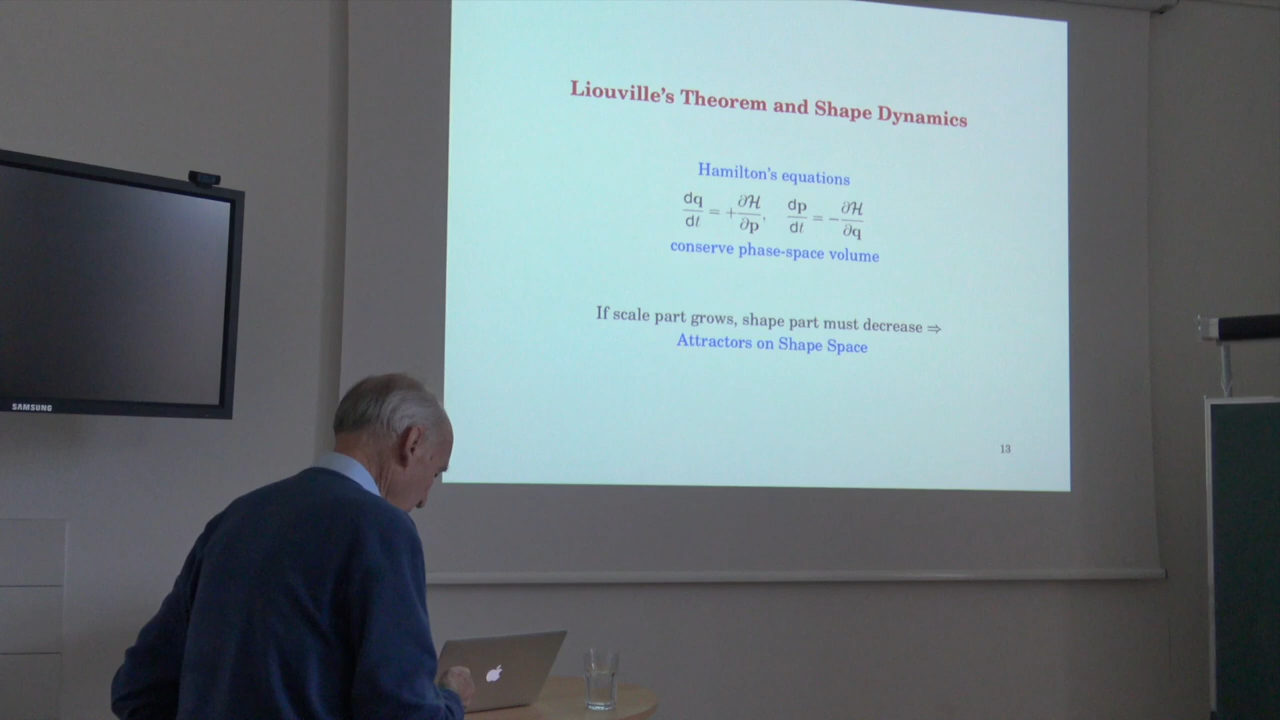 Liouville's Theorem and Shape Dynamics
Hamilton's equations
dq/dt = +∂ℋ/∂p, dp/dt = −∂ℋ/∂q
conserve phase-space volume
If scale part grows, shape part must decrease ⇒
Attractors on Shape Space
13
SAMSUNG